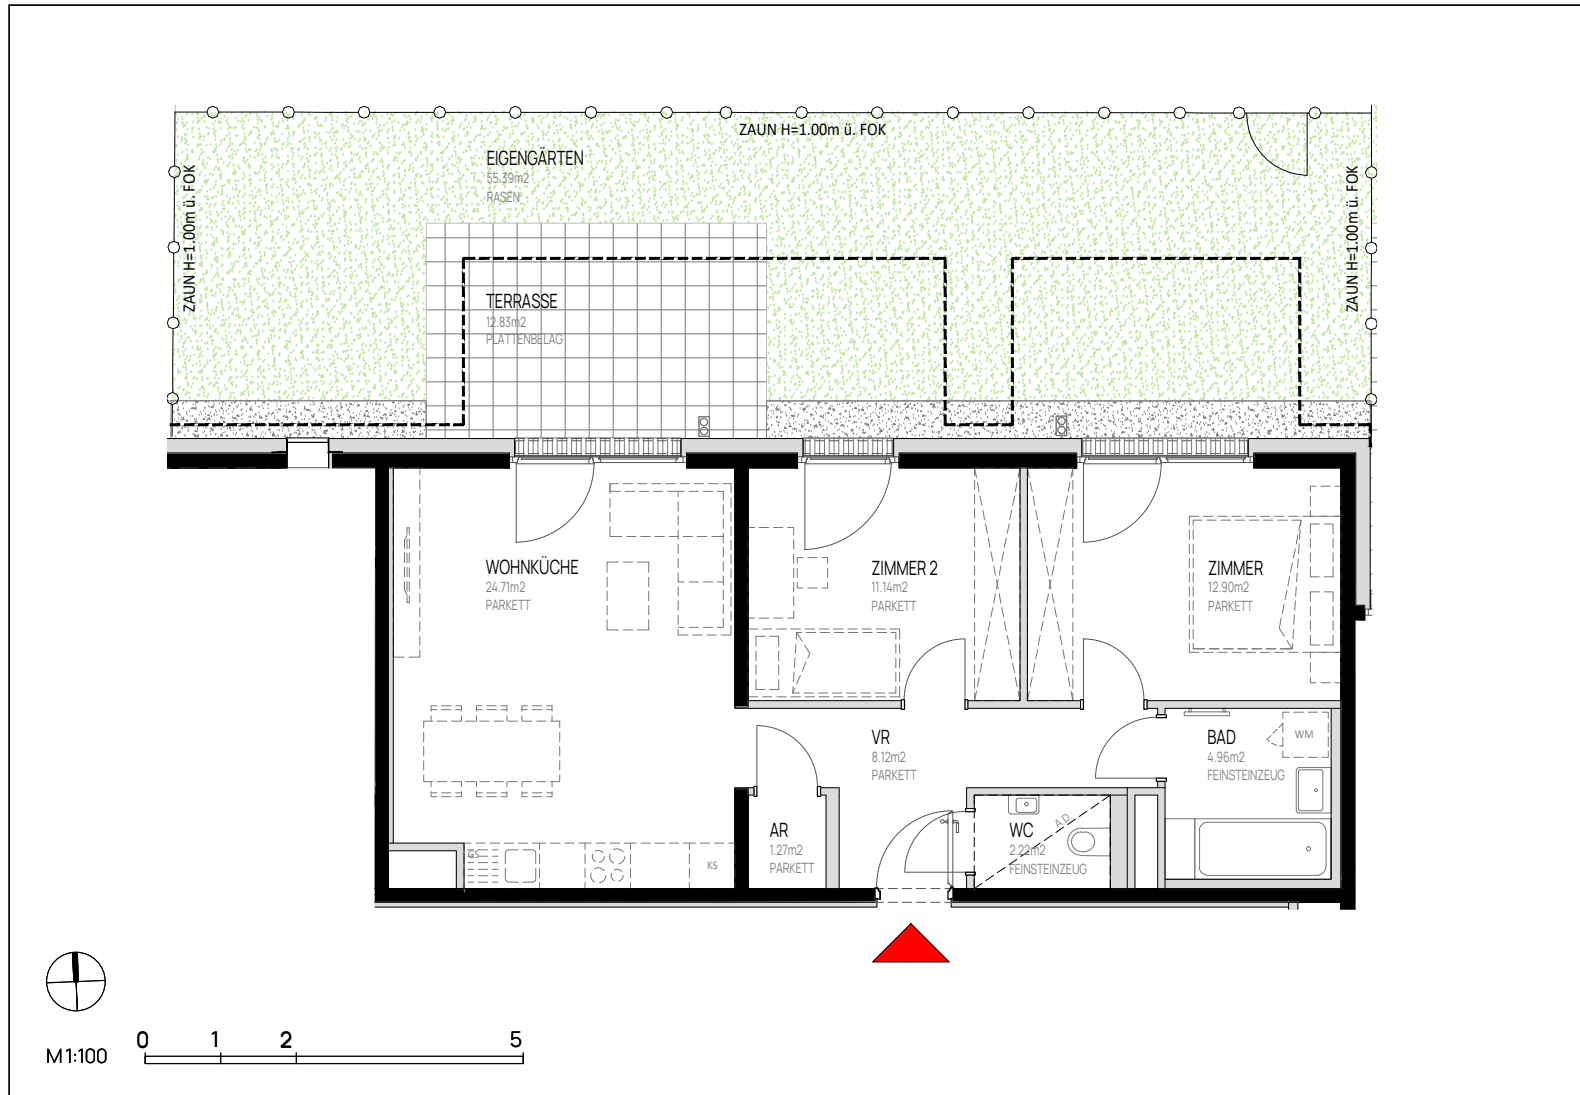 ZAUN H=1.00m ü. FOK
EIGENGÄRTEN
55.39m2
RASEN
ZAUN H=1.00m ü. FOK
ZAUN H=1.00m ü. FOK
TERRASSE
12.83m2
PLATTENBELAG
WOHNKÜCHE
24.71m2
PARKETT
ZIMMER 2
11.14m2
PARKETT
ZIMMER
12.90m2
PARKETT
VR
8.12m2
PARKETT
BAD
4.96m2
FEINSTEINZEUG
WM
AR
1.27m2
PARKETT
WC
2.22m2
FEINSTEINZEUG
A.D.
GS
KS
M 1:100
0 1 2 5